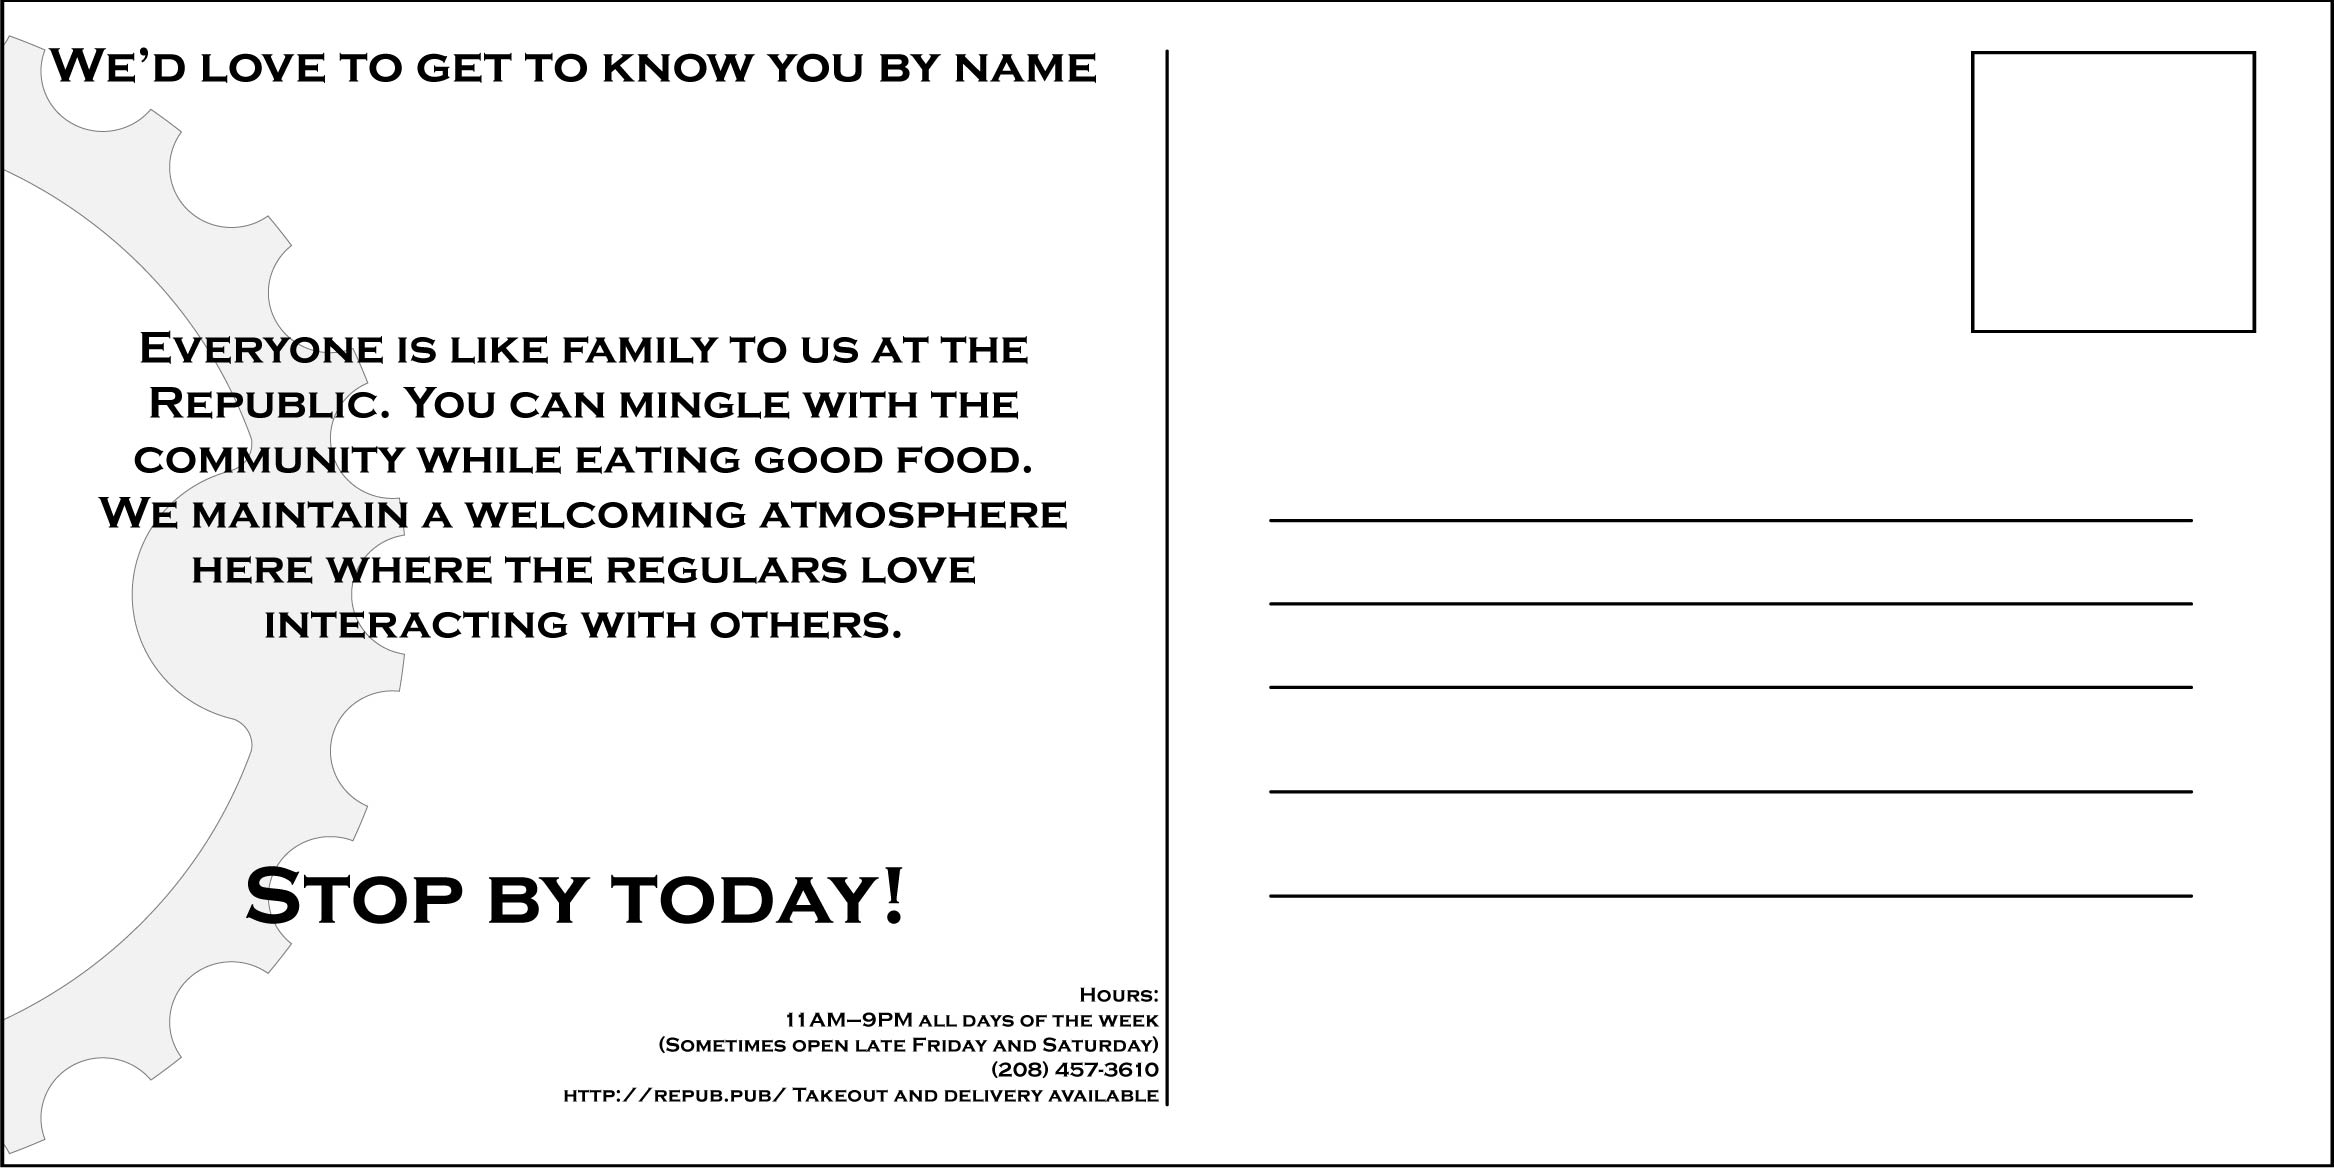 We’d love to get to know you by name
Everyone is like family to us at the
Republic. You can mingle with the
community while eating good food.
We maintain a welcoming atmosphere
here where the regulars love
interacting with others.
Stop by today!
Hours:
11AM–9PM all days of the week
(Sometimes open late Friday and Saturday)
(208) 457-3610
http://repub.pub/ Takeout and delivery available